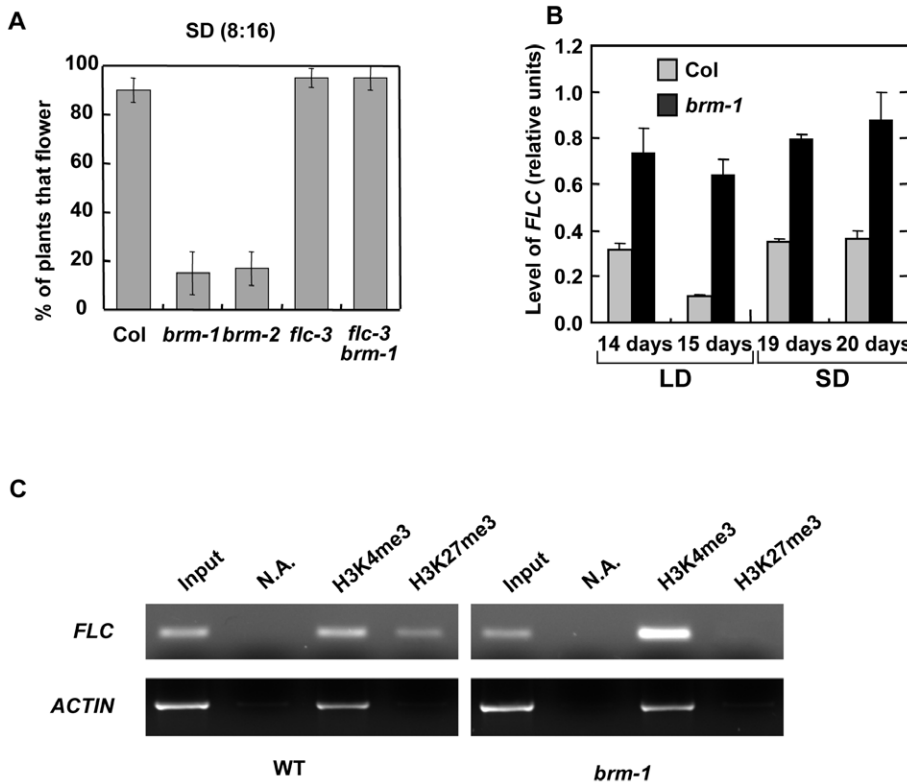 A
SD (8:16)
% of plants that flower
100
80
60
40
20
0
Col
brm-1
brm-2
flc-3
flc-3
brm-1
B
Level of FLC (relative units)
1.2
1.0
0.8
0.6
0.4
0.2
0.0
Col
brm-1
14 days 15 days 19 days 20 days
LD SD
C
Input N.A. H3K4me3 H3K27me3 Input N.A. H3K4me3 H3K27me3
FLC
ACTIN
WT brm-1